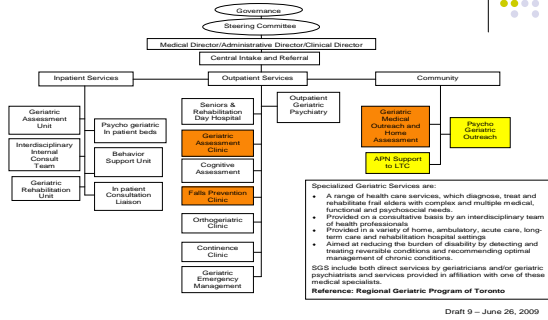 Governance
Steering Committee
Medical Director/Administrative Director/Clinical Director
Central Intake and Referral
Inpatient Services
Outpatient Services
Community
Geriatric
Assessment
Unit
Interdisciplinary
Internal
Consult
Team
Geriatric
Rehabilitation
Unit
Psycho geriatric
In patient beds
Behavior
Support Unit
In patient
Consultation
Liaison
Seniors &
Rehabilitation
Day Hospital
Geriatric
Assessment
Clinic
Cognitive
Assessment
Falls Prevention
Clinic
Orthogeriatric
Clinic
Continence
Clinic
Geriatric
Emergency
Management
Outpatient
Geriatric
Psychiatry
Geriatric
Medical
Outreach and
Home
Assessment
APN Support
to LTC
Psycho
Geriatric
Outreach
Specialized Geriatric Services are:
• A range of health care services, which diagnose, treat and
rehabilitate frail elders with complex and multiple medical,
functional and psychosocial needs.
• Provided on a consultative basis by an interdisciplinary team
of health professionals
• Provided in a variety of home, ambulatory, acute care, long-
term care and rehabilitation hospital settings
• Aimed at reducing the burden of disability by detecting and
treating reversible conditions and recommending optimal
management of chronic conditions.
SGS include both direct services by geriatricians and/or geriatric
psychiatrists and services provided in affiliation with one of these
medical specialists.
Reference: Regional Geriatric Program of Toronto
Draft 9 – June 26, 2009